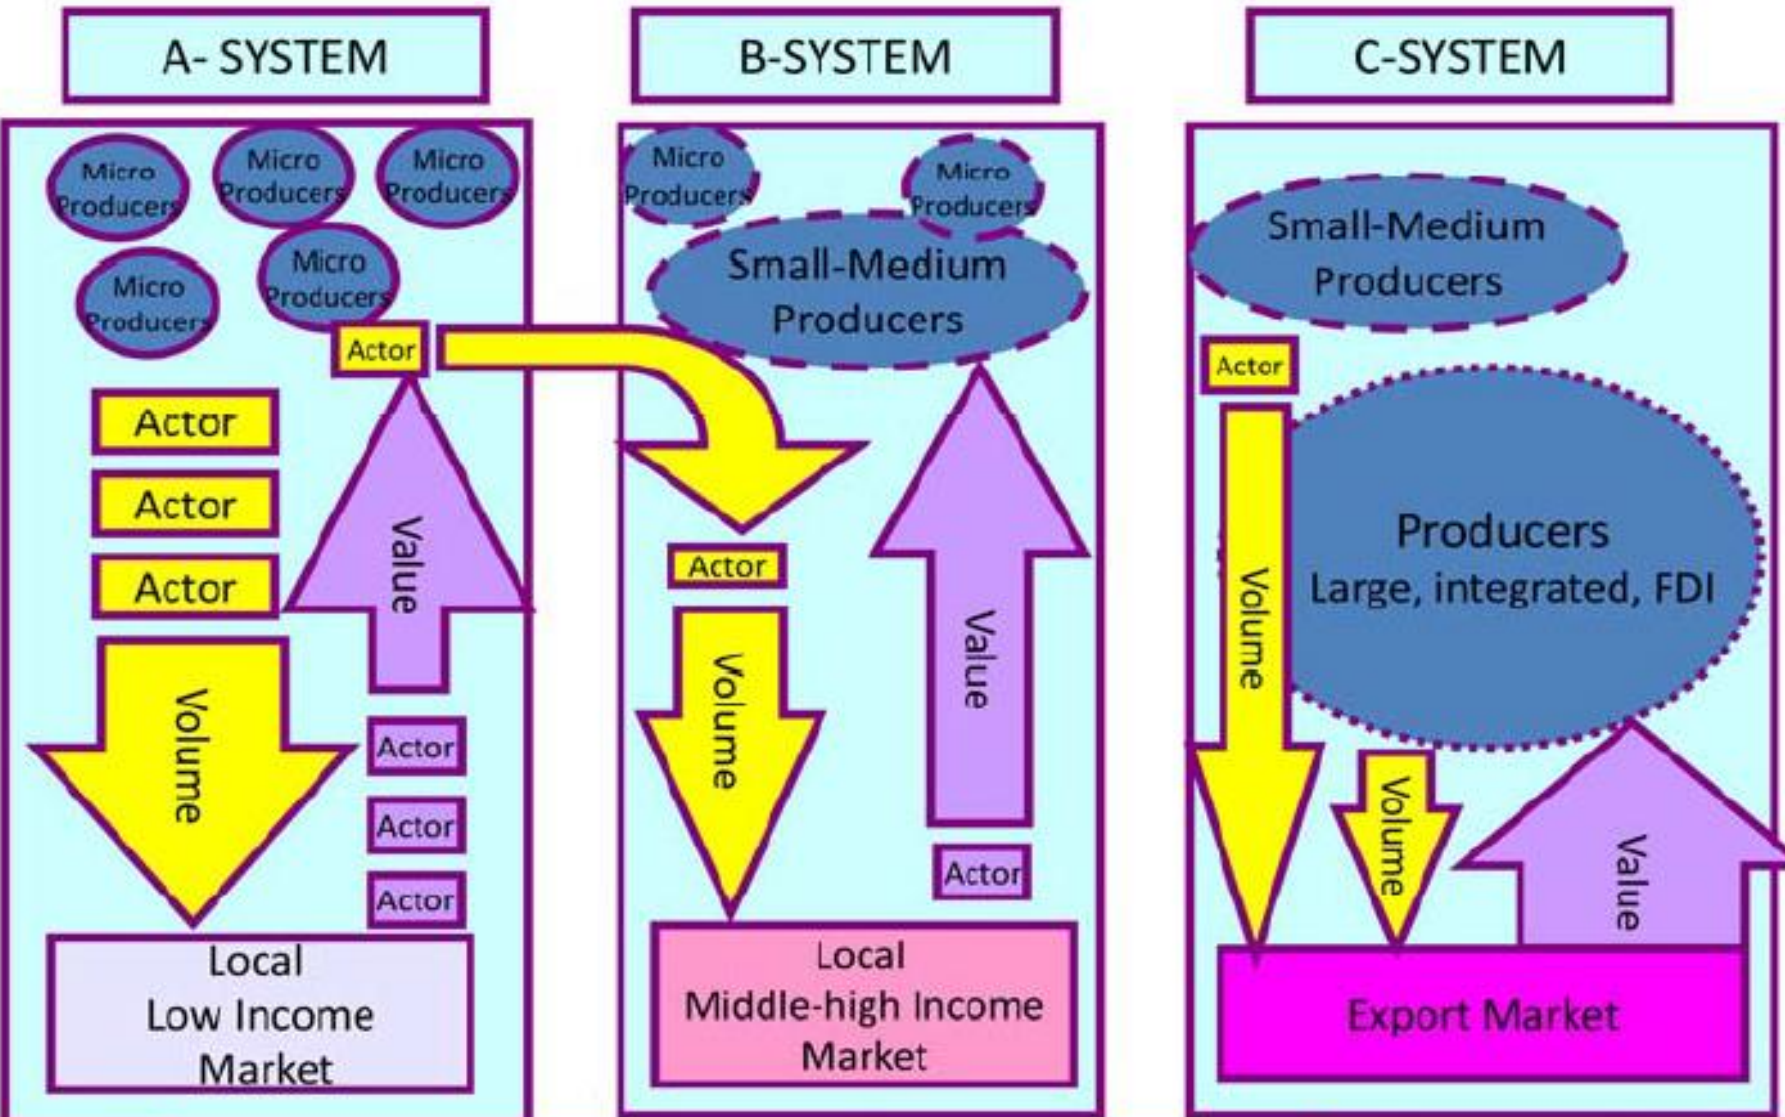 A- SYSTEM
Micro
Producers
Micro
Producers
Micro
Producers
Micro
Producers
Micro
Producers
Actor
Actor
Actor
Actor
Value
Volume
Actor
Actor
Actor
Local
Low Income
Market
B-SYSTEM
Micro
Producers
Micro
Producers
Small-Medium
Producers
Actor
Volume
Value
Actor
Local
Middle-high Income
Market
C-SYSTEM
Small-Medium
Producers
Actor
Producers
Large, integrated, FDI
Volume
Volume
Value
Export Market